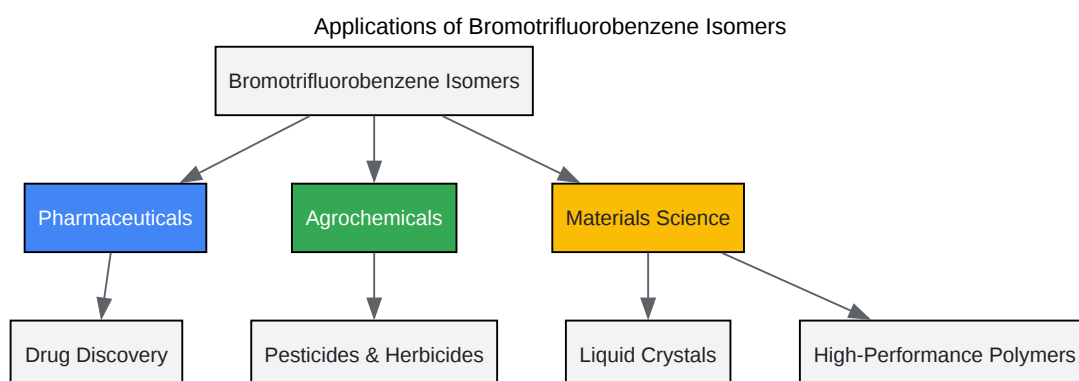 Applications of Bromotrifluorobenzene Isomers
Bromotrifluorobenzene Isomers
Pharmaceuticals
Agrochemicals
Materials Science
Drug Discovery
Pesticides & Herbicides
Liquid Crystals
High-Performance Polymers